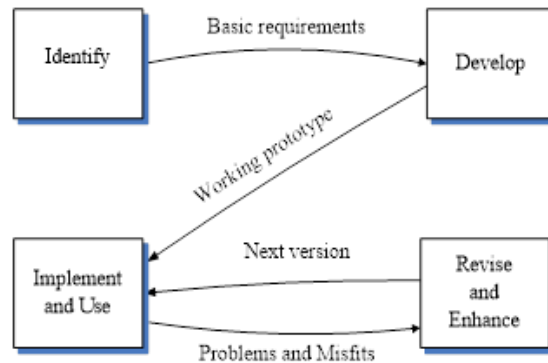 Basic requirements
Identify
Develop
Working prototype
Next version
Implement
and Use
Revise
and
Enhance
Problems and Misfits